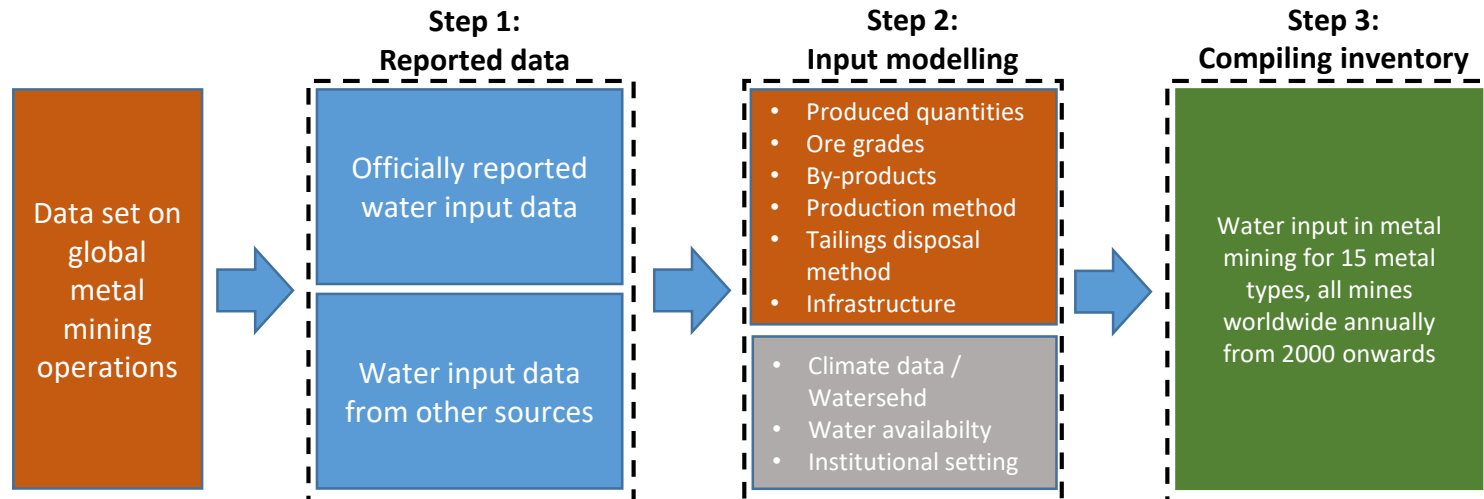 Step 1:
Reported data
Step 2:
Input modelling
Step 3:
Compiling inventory
Data set on
global
metal
mining
operations
Officially reported
water input data
Water input data
from other sources
• Produced quantities
• Ore grades
• By-products
• Production method
• Tailings disposal
method
• Infrastructure
• Climate data /
Watersehd
• Water availabilty
• Institutional setting
Water input in metal
mining for 15 metal
types, all mines
worldwide annually
from 2000 onwards